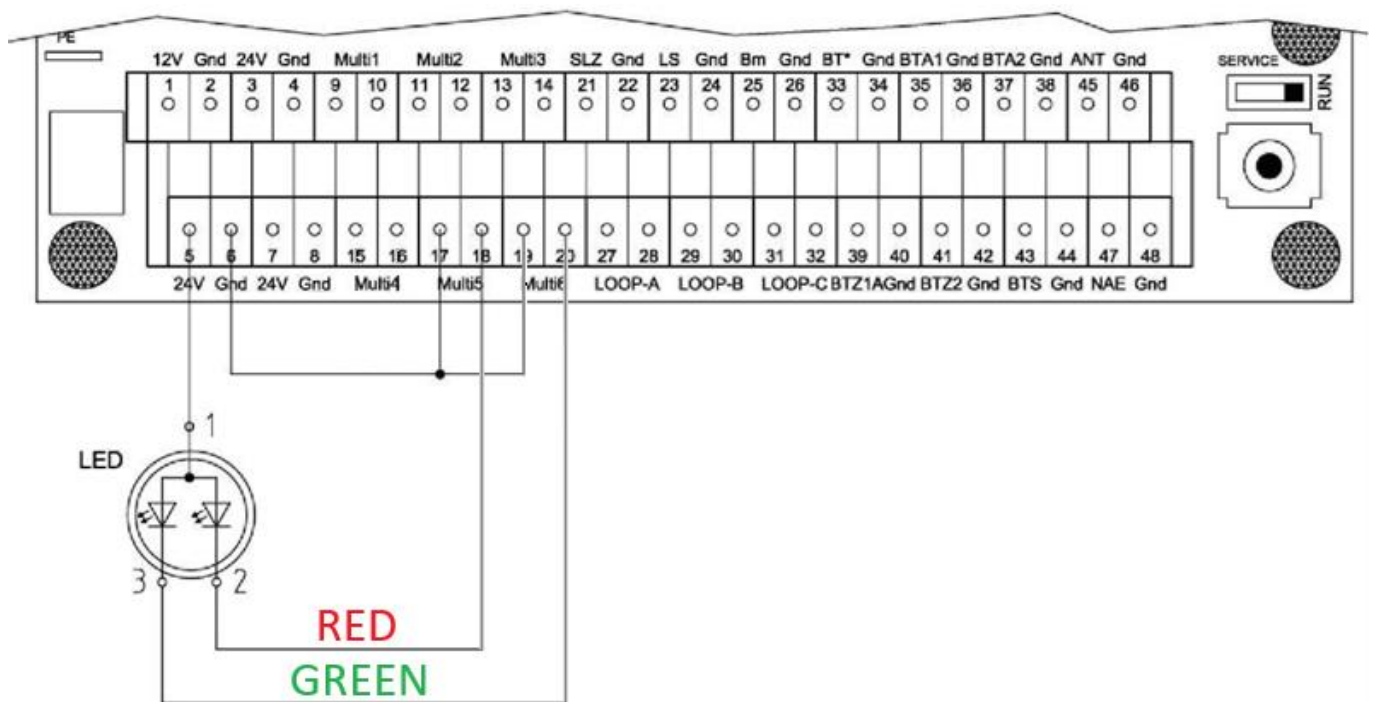 PE
12V Gnd 24V Gnd Multi1 Multi2 Multi3 SLZ Gnd LS Gnd Bm Gnd BT* Gnd BTA1 Gnd BTA2 Gnd ANT Gnd
SERVICE
RUN
1 2 3 4 9 10 11 12 13 14 21 22 23 24 25 26 33 34 35 36 37 38 45 46
5 6 7 8 15 16 17 18 19 20 27 28 29 30 31 32 39 40 41 42 43 44 47 48
24V Gnd 24V Gnd Multi4 Multi5 Multi6 LOOP-A LOOP-B LOOP-C BTZ1AGnd BTZ2 Gnd BTS Gnd NAE Gnd
1
LED
3 2
RED
GREEN